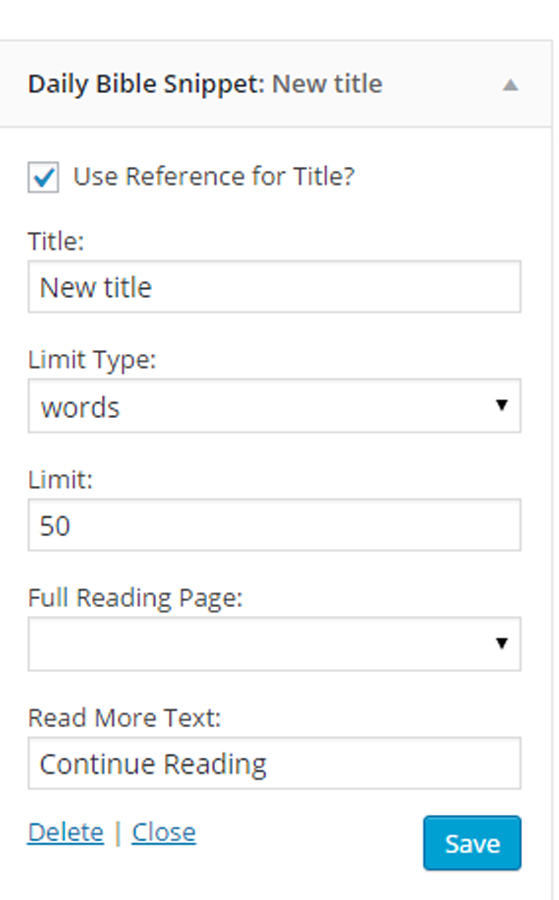 Daily Bible Snippet: New title
Use Reference for Title?
Title:
New title
Limit Type:
words
Limit:
50
Full Reading Page:
Read More Text:
Continue Reading
Delete | Close
Save